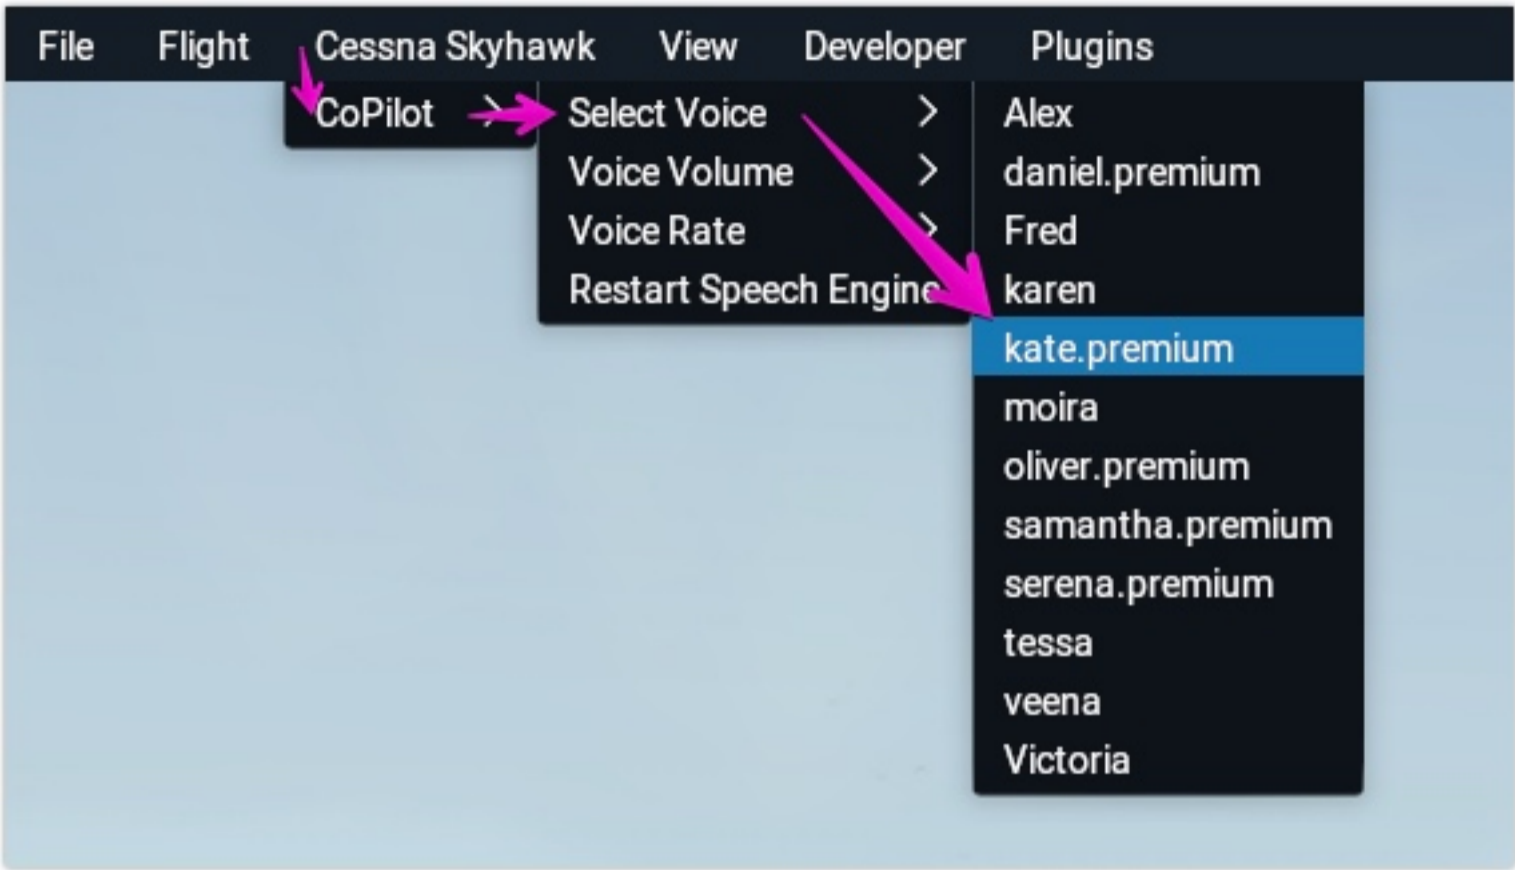 File Flight Cessna Skyhawk View Developer Plugins
CoPilot
Select Voice
Voice Volume
Voice Rate
Restart Speech Engine
Alex
daniel.premium
Fred
karen
kate.premium
moira
oliver.premium
samantha.premium
serena.premium
tessa
veena
Victoria